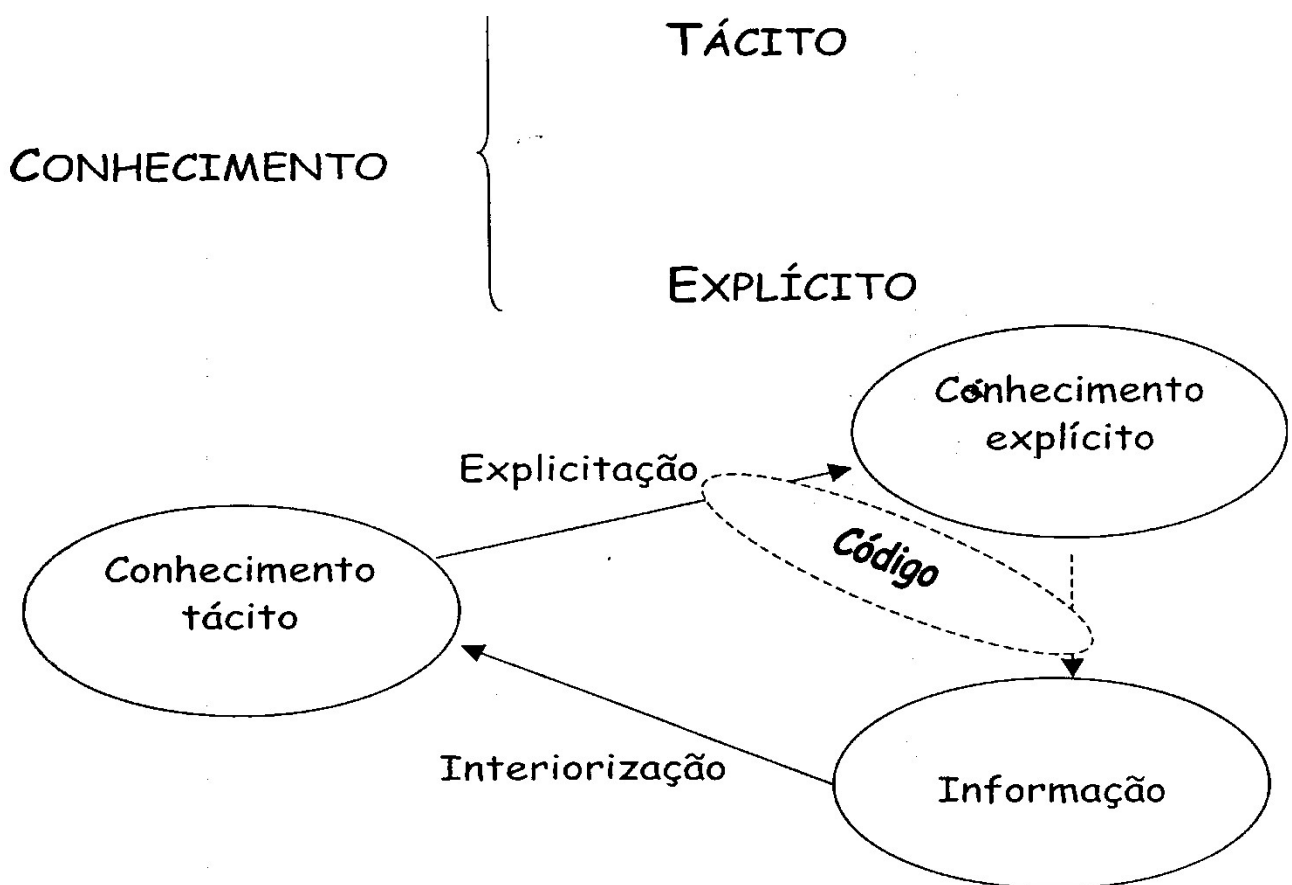 TÁCITO
CONHECIMENTO
EXPLÍCITO
Conhecimento
explícito
Explicitação
Código
Conhecimento
tácito
Interiorização
Informação